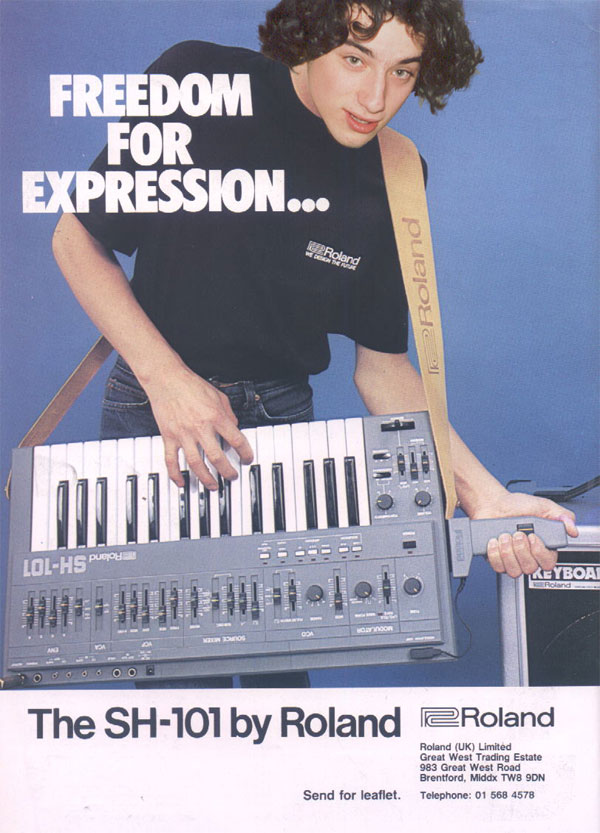 FREEDOM
FOR
EXPRESSION...
Roland
WE DESIGN THE FUTURE
Roland
Roland
SH-101
ENV
VCA
VCF
SOURCE MIXER
VCO
MODULATOR
KEYBOA
Roland
The SH-101 by Roland
Roland
Roland (UK) Limited
Great West Trading Estate
983 Great West Road
Brentford, Middx TW8 9DN
Send for leaflet.
Telephone: 01 568 4578